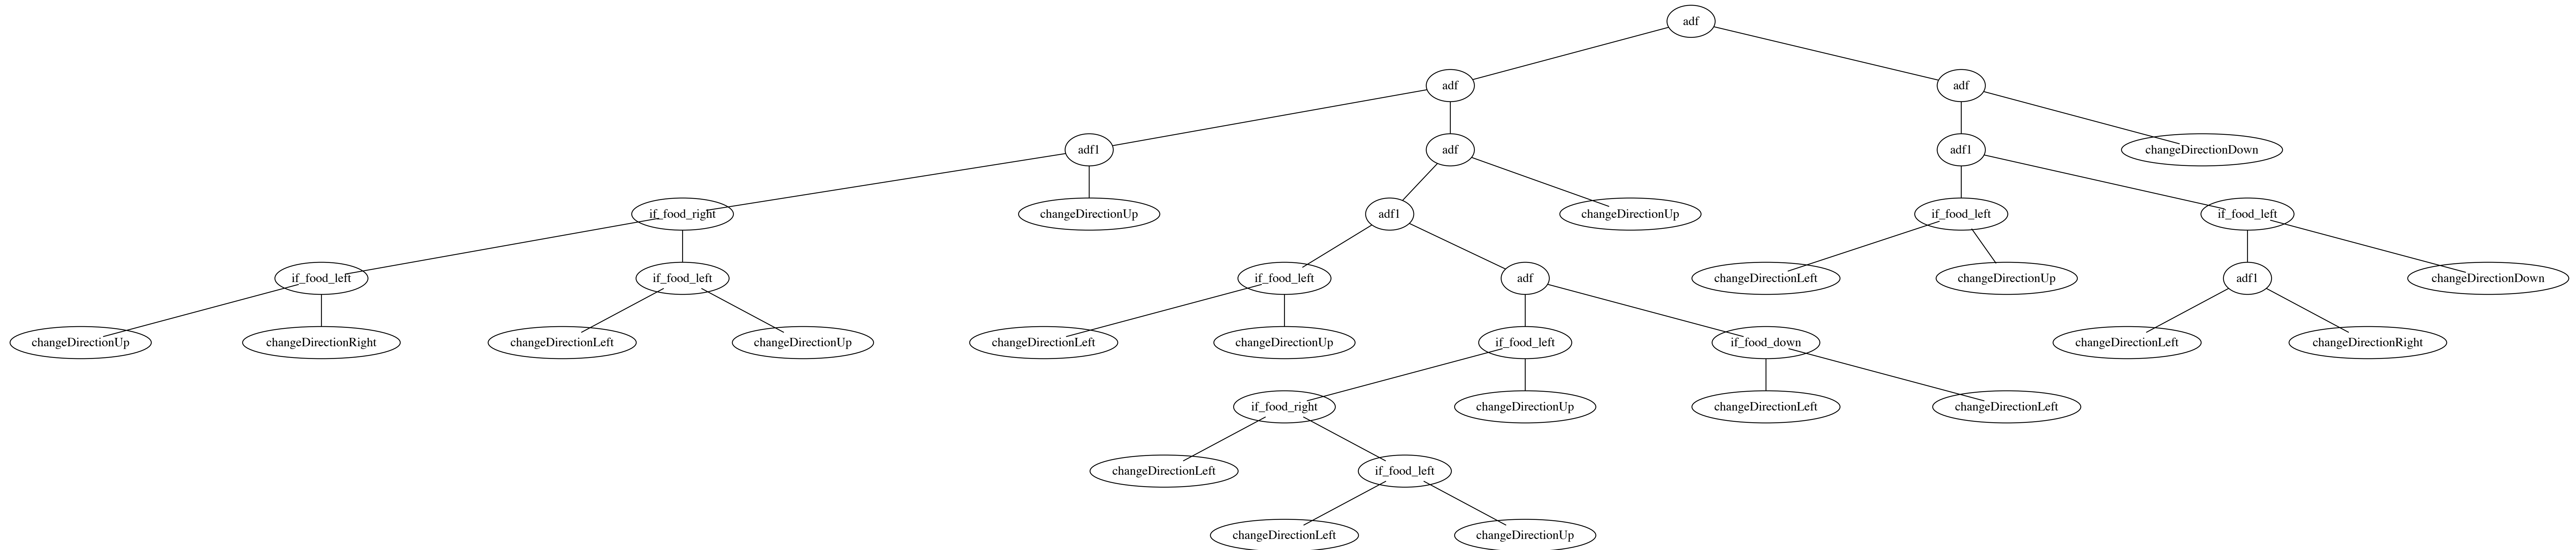 adf
adf
adf
adf1
adf
adf1
changeDirectionDown
if_food_right
changeDirectionUp
adf1
changeDirectionUp
if_food_left
if_food_left
if_food_left
if_food_left
if_food_left
adf
changeDirectionLeft
changeDirectionUp
adf1
changeDirectionDown
changeDirectionUp
changeDirectionRight
changeDirectionLeft
changeDirectionUp
changeDirectionLeft
changeDirectionUp
if_food_left
if_food_down
changeDirectionLeft
changeDirectionRight
if_food_right
changeDirectionUp
changeDirectionLeft
changeDirectionLeft
changeDirectionLeft
if_food_left
changeDirectionLeft
changeDirectionUp